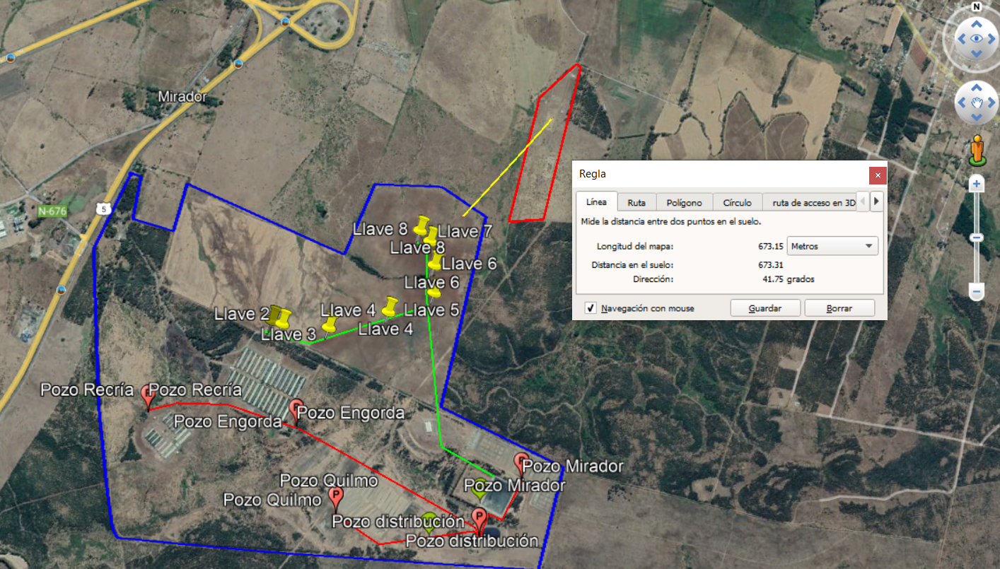 N
Mirador
N-676
5
Regla
Línea
Ruta
Polígono
Círculo
ruta de acceso en 3D
Mide la distancia entre dos puntos en el suelo.
Longitud del mapa:
673.15
Metros
Distancia en el suelo:
673.31
Dirección:
41.75 grados
Navegación con mouse
Guardar
Borrar
Llave 8
Llave 7
Llave 8
Llave 6
Llave 6
Llave 2
Llave 4
Llave 5
Llave 3
Llave 4
Pozo Recría
Pozo Recría
Pozo Engorda
Pozo Engorda
Pozo Mirador
Pozo Mirador
Pozo Quilmo
Pozo Quilmo
P
Pozo distribución
P
Pozo distribución